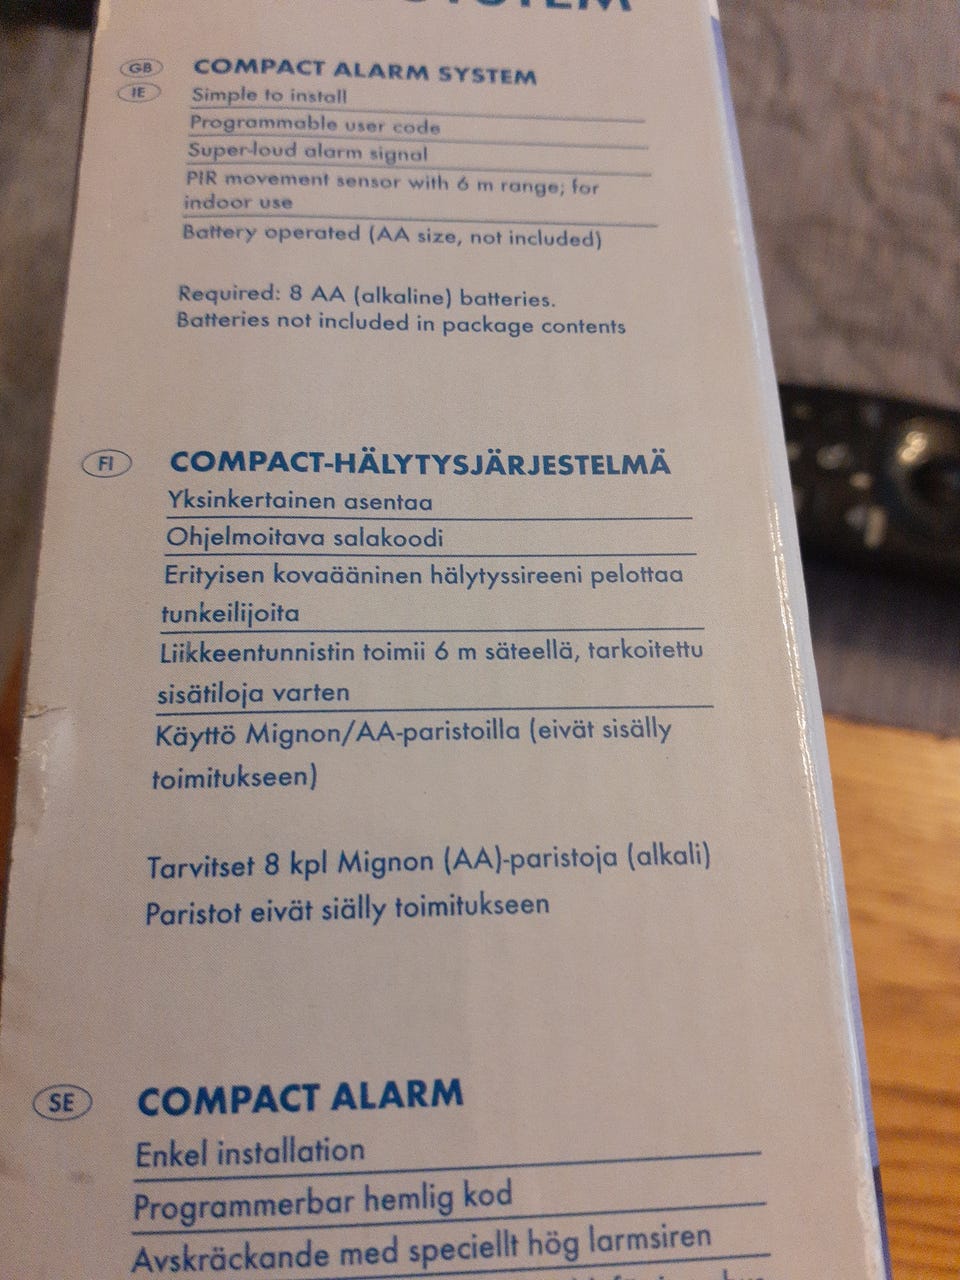 SYSTEM
GB
COMPACT ALARM SYSTEM
IE
Simple to install
Programmable user code
Super-loud alarm signal
PIR movement sensor with 6 m range; for
indoor use
Battery operated (AA size, not included)
Required: 8 AA (alkaline) batteries.
Batteries not included in package contents
FI
COMPACT-HÄLYTYSJÄRJESTELMÄ
Yksinkertainen asentaa
Ohjelmoitava salakoodi
Erityisen kovaääninen hälytyssireeni pelottaa
tunkeilijoita
Liikkeentunnistin toimii 6 m säteellä, tarkoitettu
sisätiloja varten
Käyttö Mignon/AA-paristoilla (eivät sisälly
toimitukseen)
Tarvitset 8 kpl Mignon (AA)-paristoja (alkali)
Paristot eivät siälly toimitukseen
SE
COMPACT ALARM
Enkel installation
Programmerbar hemlig kod
Avskräckande med speciellt hög larmsiren